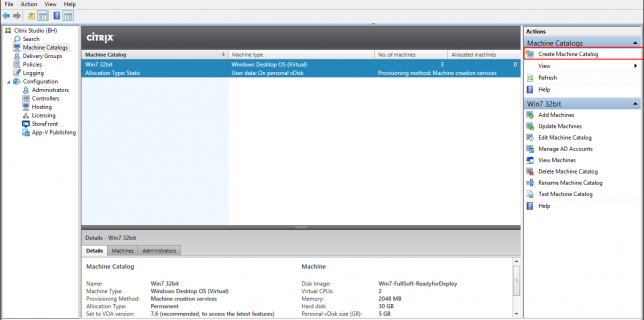 File Action View Help
Citrix Studio (BH)
Search
Machine Catalogs
Delivery Groups
Policies
Logging
Configuration
Administrators
Controllers
Hosting
Licensing
StoreFront
App-V Publishing
CITRIX
Machine Catalog Machine type No. of machines Allocated machines
Win7 32bit Windows Desktop OS (Virtual) 3 0
Allocation Type: Static User data: On personal vDisk Provisioning method: Machine creation services
Details - Win7 32bit
Details Machines Administrators
Machine Catalog
Name: Win7 32bit
Machine Type: Windows Desktop OS (Virtual)
Provisioning Method: Machine creation services
Allocation Type: Permanent
Set to VDA version: 7.6 (recommended, to access the latest features)
Machine
Disk Image: Win7-FullSoft-ReadyforDeploy
Virtual CPUs: 2
Memory: 2048 MB
Hard disk: 30 GB
Personal vDisk size (GB): 5 GB
Actions
Machine Catalogs
Create Machine Catalog
View
Refresh
Help
Win7 32bit
Add Machines
Update Machines
Edit Machine Catalog
Manage AD Accounts
View Machines
Delete Machine Catalog
Rename Machine Catalog
Test Machine Catalog
Help